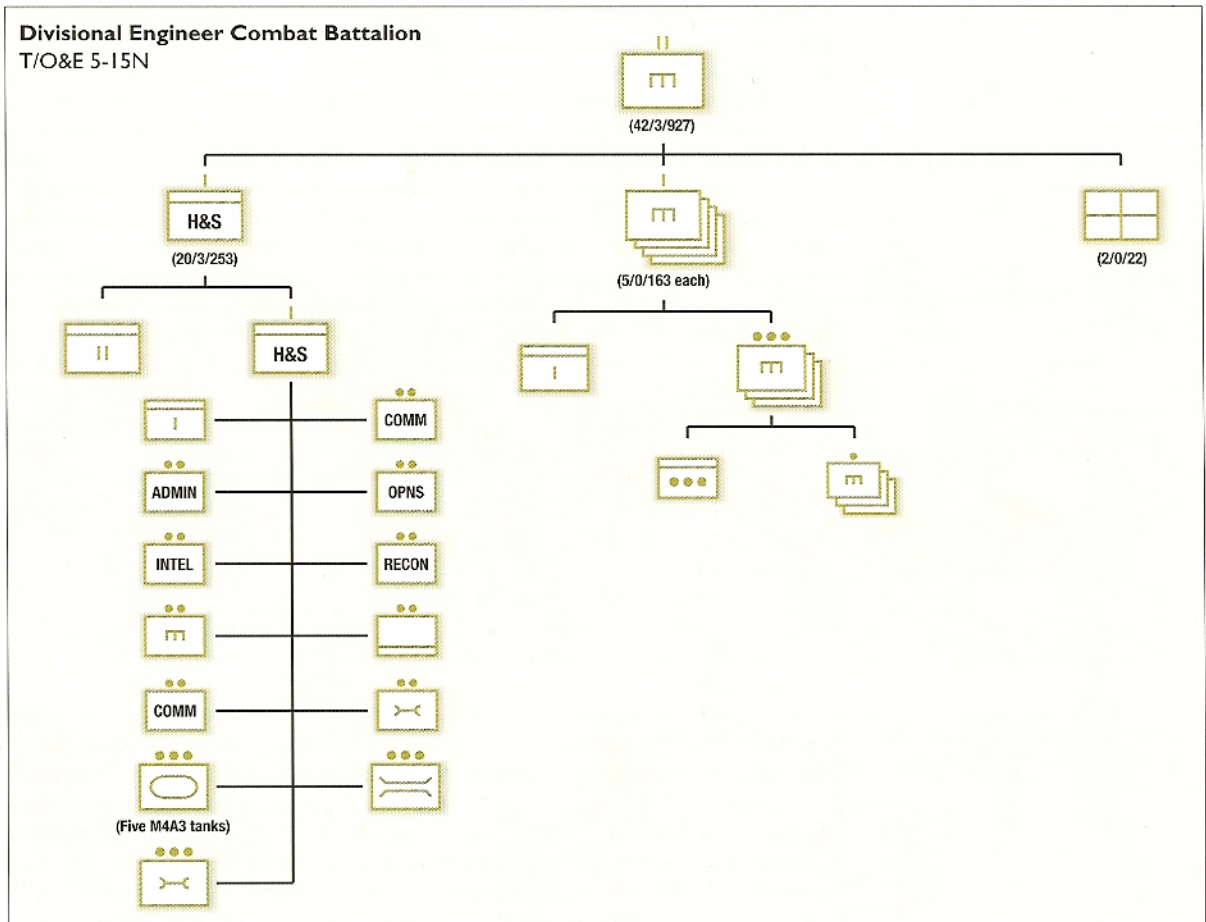 Divisional Engineer Combat Battalion
T/O&E 5-15N
(42/3/927)
H&S
(20/3/253)
(5/0/163 each)
(2/0/22)
H&S
COMM
ADMIN
OPNS
INTEL
RECON
COMM
(Five M4A3 tanks)